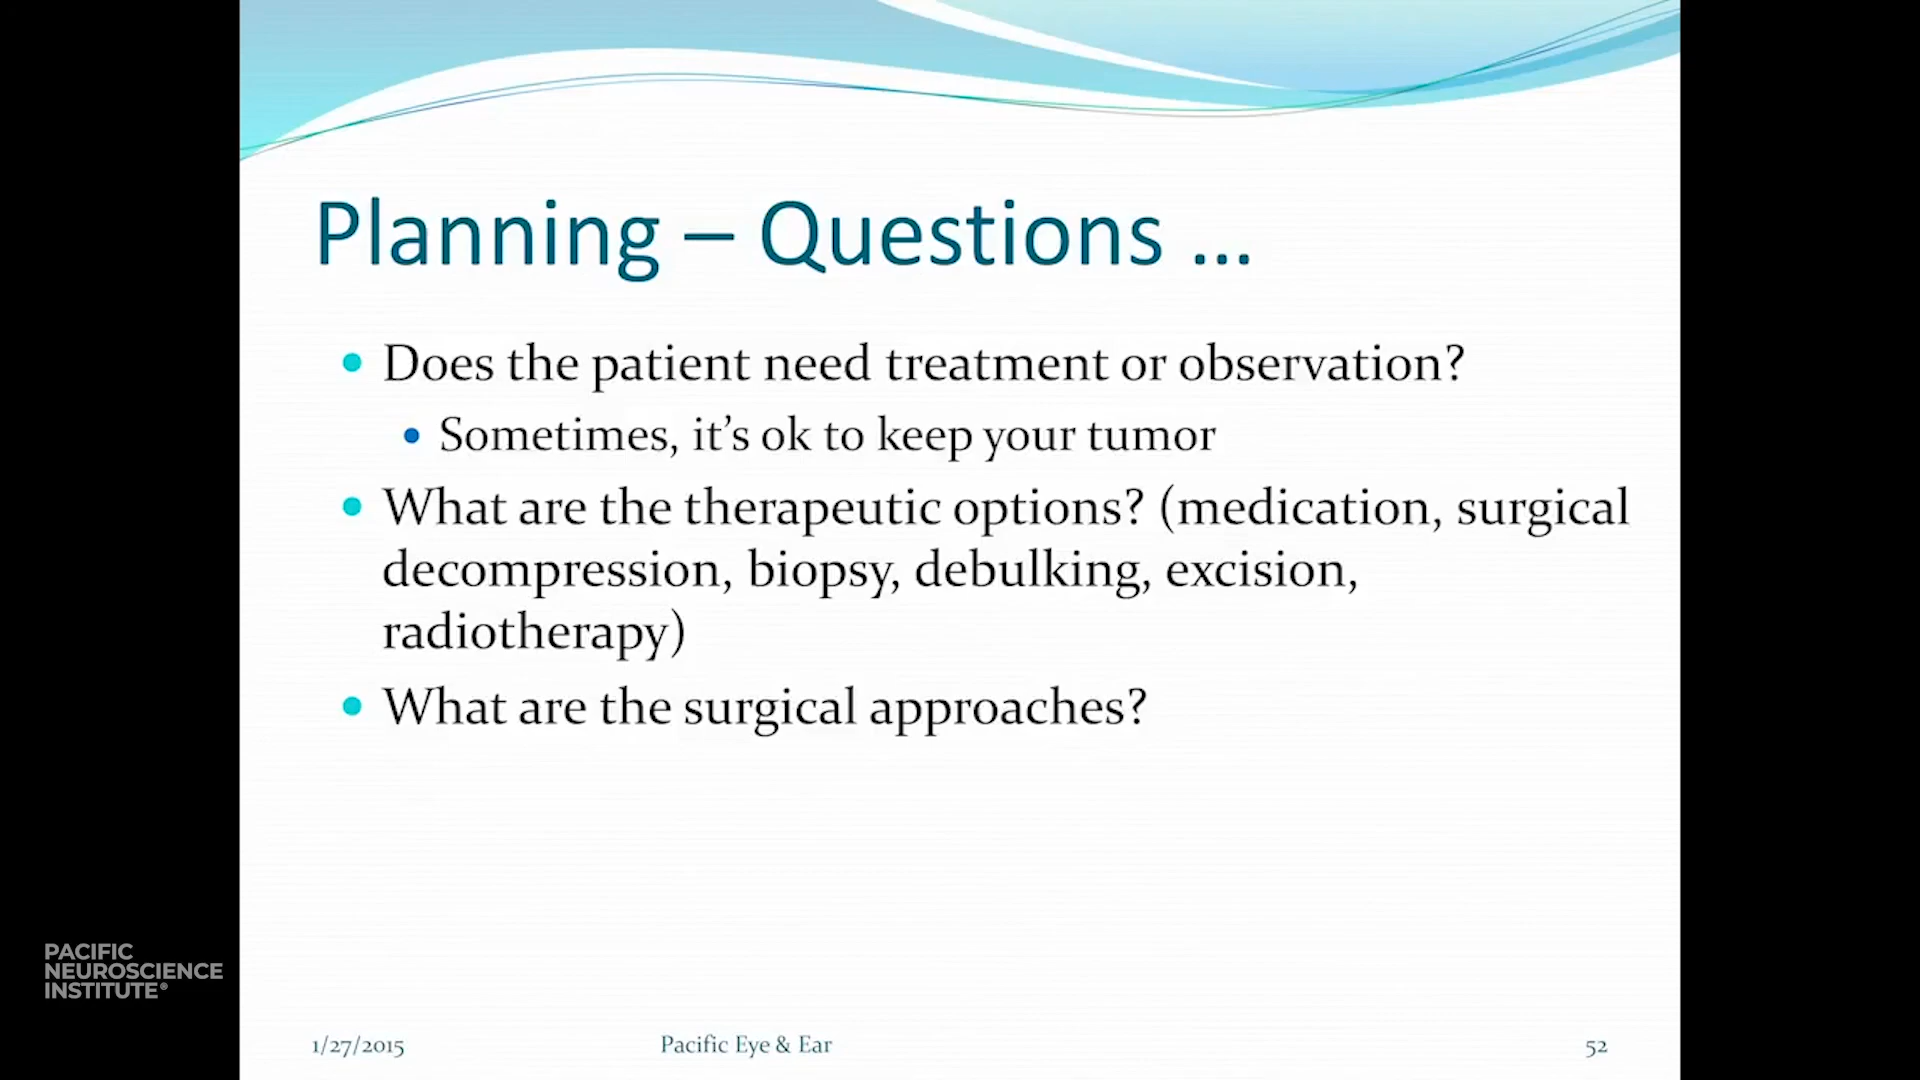 Planning – Questions ...
• Does the patient need treatment or observation?
• Sometimes, it's ok to keep your tumor
• What are the therapeutic options? (medication, surgical
decompression, biopsy, debulking, excision,
radiotherapy)
• What are the surgical approaches?
PACIFIC
NEUROSCIENCE
INSTITUTE®
1/27/2015
Pacific Eye & Ear
52